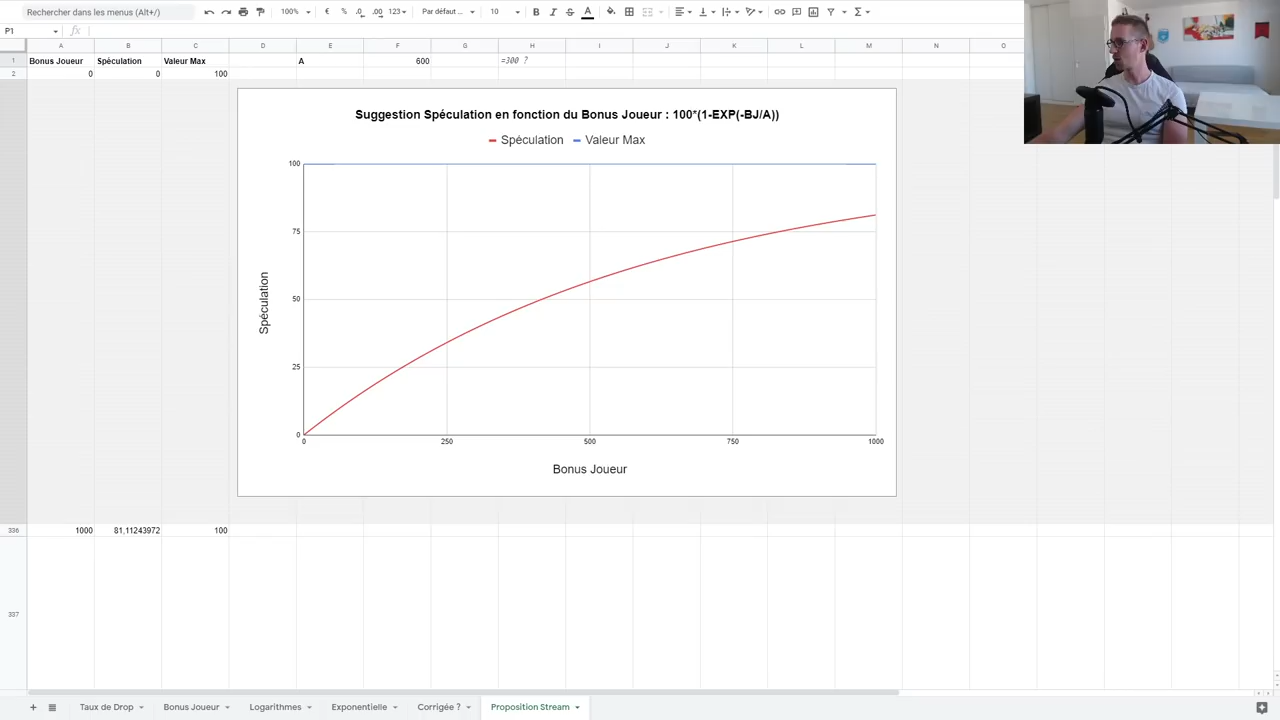 Rechercher dans les menus (Alt+/)
100%
€
%
.0
.00
123
Par défaut ...
10
B
I
S
A
P1
fx
A B C D E F G H I J K L M N O
1 Bonus Joueur Spéculation Valeur Max A 600 =300 ?
2 0 0 100
Suggestion Spéculation en fonction du Bonus Joueur : 100*(1-EXP(-BJ/A))
Spéculation Valeur Max
100
75
50
25
0
Spéculation
0 250 500 750 1000
Bonus Joueur
336 1000 81,11243972 100
337
Taux de Drop Bonus Joueur Logarithmes Exponentielle Corrigée ? Proposition Stream